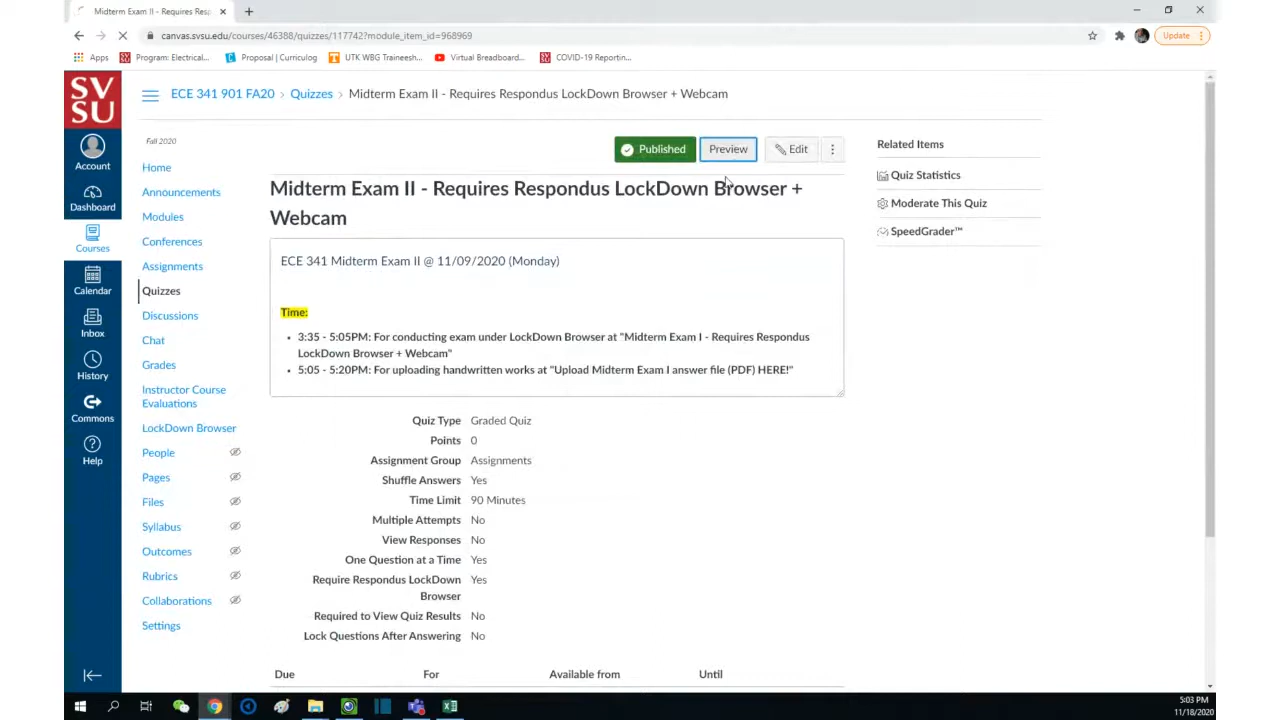 Midterm Exam II - Requires Resp
canvas.svsu.edu/courses/46388/quizzes/117742?module_item_id=968969
Update
Apps
Program: Electrical...
Proposal | Curriculog
UTK WBG Traineesh...
Virtual Breadboard...
COVID-19 Reportin...
SV
SU
ECE 341 901 FA20 > Quizzes > Midterm Exam II - Requires Respondus LockDown Browser + Webcam
Account
Dashboard
Courses
Calendar
Inbox
History
Commons
Help
Fall 2020
Home
Announcements
Modules
Conferences
Assignments
Quizzes
Discussions
Chat
Grades
Instructor Course
Evaluations
LockDown Browser
People
Pages
Files
Syllabus
Outcomes
Rubrics
Collaborations
Settings
Published
Preview
Edit
Midterm Exam II - Requires Respondus LockDown Browser +
Webcam
ECE 341 Midterm Exam II @ 11/09/2020 (Monday)
Time:
• 3:35 - 5:05PM: For conducting exam under LockDown Browser at "Midterm Exam I - Requires Respondus
LockDown Browser + Webcam"
• 5:05 - 5:20PM: For uploading handwritten works at "Upload Midterm Exam I answer file (PDF) HERE!"
Quiz Type Graded Quiz
Points 0
Assignment Group Assignments
Shuffle Answers Yes
Time Limit 90 Minutes
Multiple Attempts No
View Responses No
One Question at a Time Yes
Require Respondus LockDown Yes
Browser
Required to View Quiz Results No
Lock Questions After Answering No
Due For Available from Until
Related Items
Quiz Statistics
Moderate This Quiz
SpeedGrader™
5:03 PM
11/18/2020